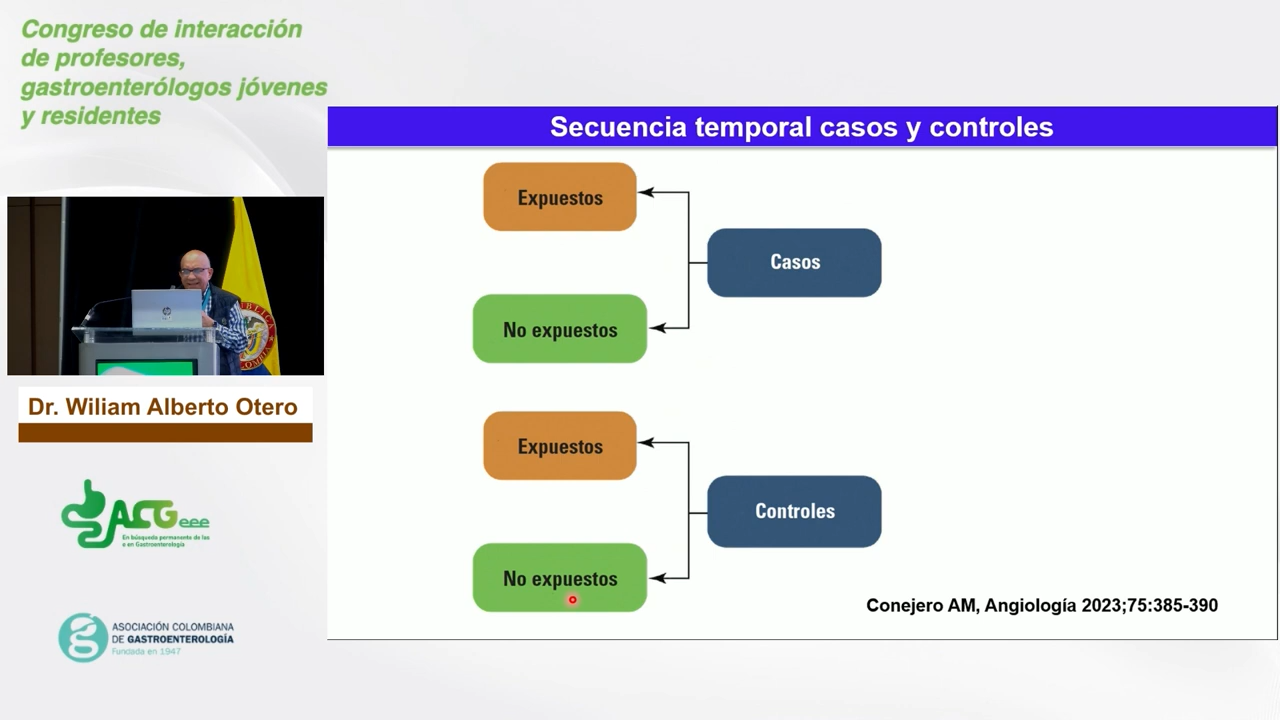 Congreso de interacción
de profesores,
gastroenterólogos jóvenes
y residentes
Secuencia temporal casos y controles
Expuestos
Casos
No expuestos
Expuestos
Controles
No expuestos
Conejero AM, Angiología 2023;75:385-390
Dr. Wiliam Alberto Otero
ACGeee
En búsqueda permanente de los
e en Gastroenterología
ASOCIACIÓN COLOMBIANA
DE GASTROENTEROLOGÍA
Fundada en 1947